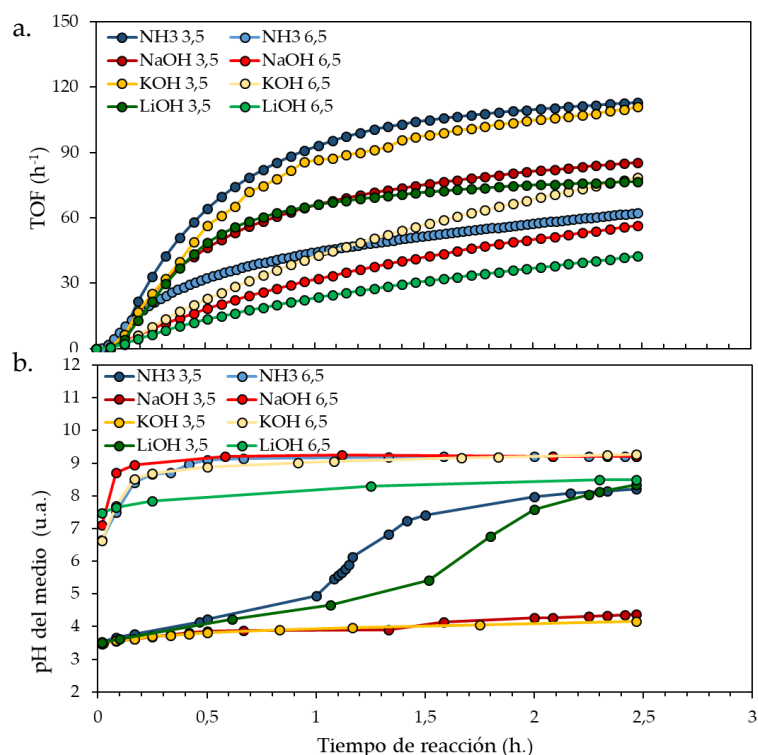 a.
150
120
90
60
30
0
TOF (h⁻¹)
NH3 3,5
NH3 6,5
NaOH 3,5
NaOH 6,5
KOH 3,5
KOH 6,5
LiOH 3,5
LiOH 6,5
b.
12
11
10
9
8
7
6
5
4
3
2
pH del medio (u.a.)
NH3 3,5
NH3 6,5
NaOH 3,5
NaOH 6,5
KOH 3,5
KOH 6,5
LiOH 3,5
LiOH 6,5
0 0,5 1 1,5 2 2,5 3
Tiempo de reacción (h.)